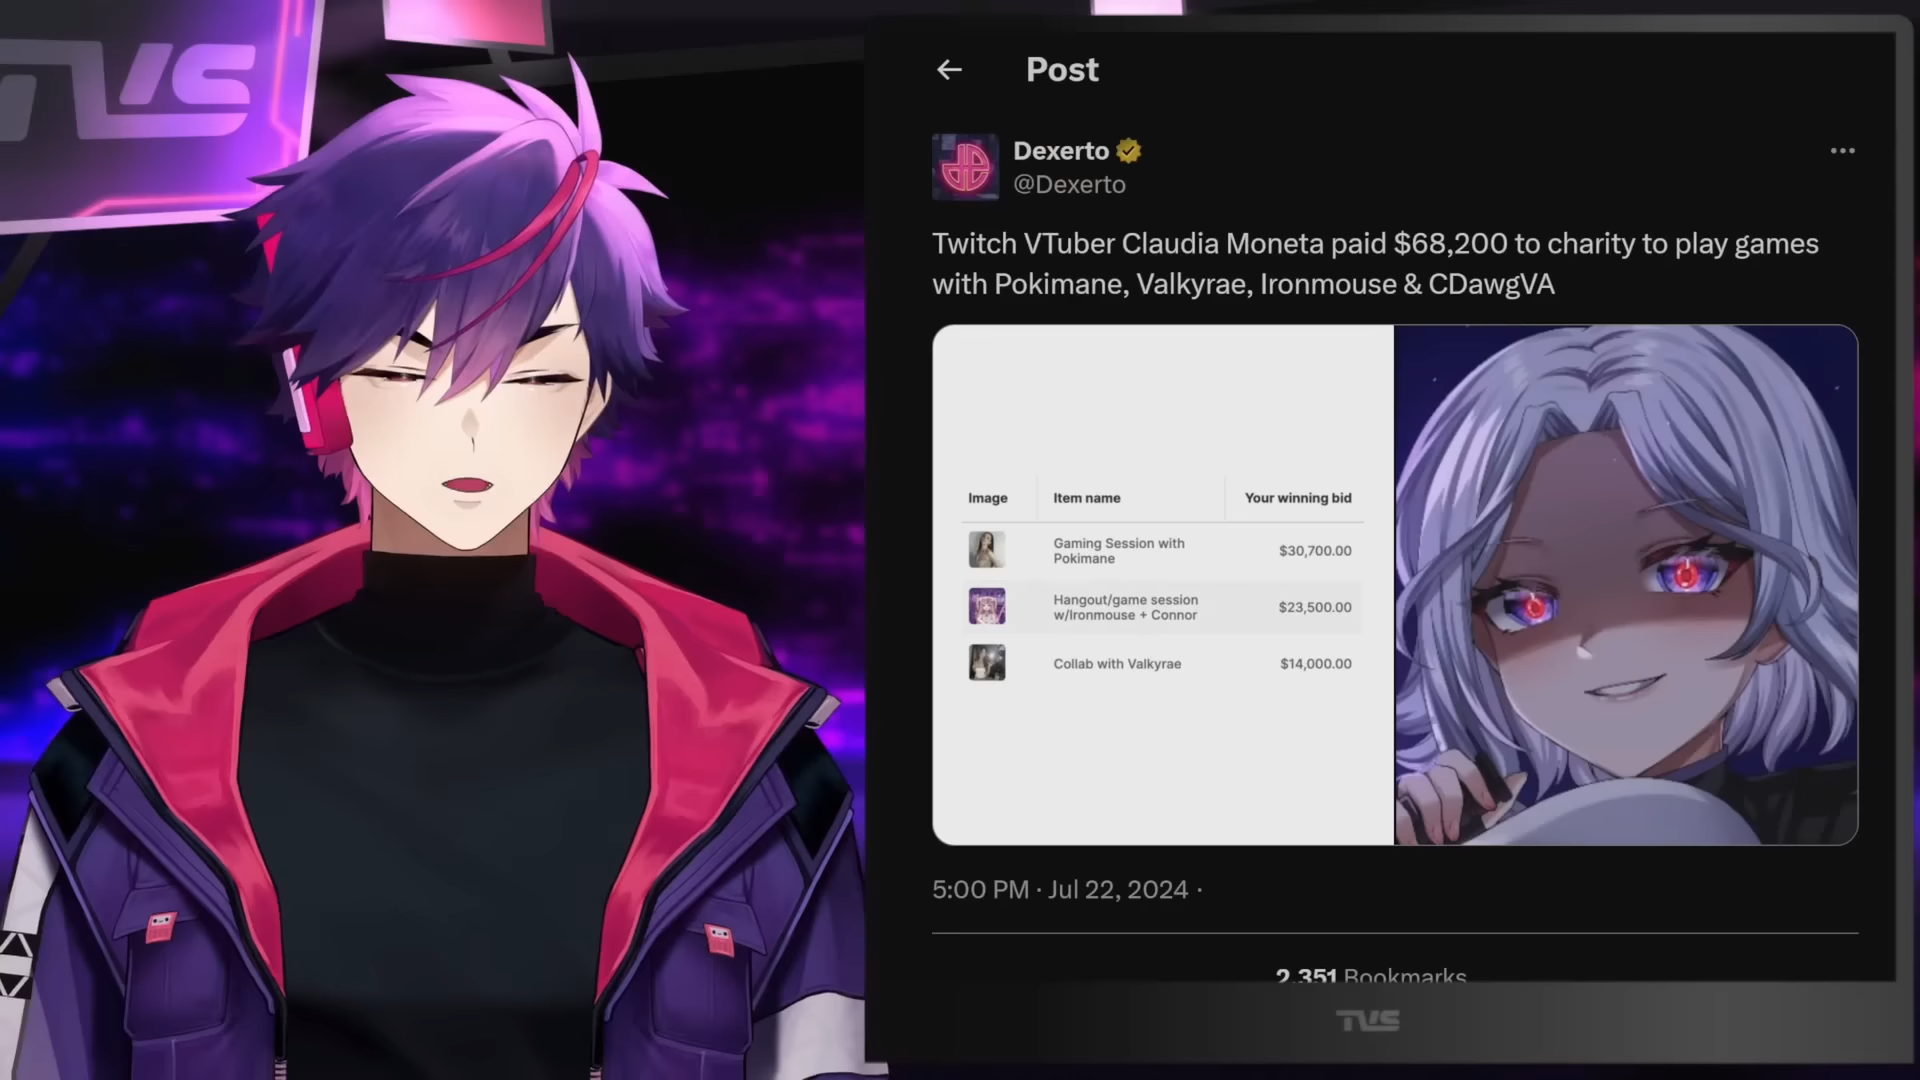 TVS
Post
Dexerto
@Dexerto
Twitch VTuber Claudia Moneta paid $68,200 to charity to play games
with Pokimane, Valkyrae, Ironmouse & CDawgVA
Image Item name Your winning bid
Gaming Session with
Pokimane
$30,700.00
Hangout/game session
w/Ironmouse + Connor
$23,500.00
Collab with Valkyrae $14,000.00
5:00 PM · Jul 22, 2024 ·
2,351 Bookmarks
TVS